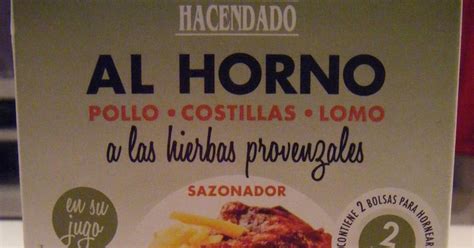 HACENDADO
AL HORNO
POLLO · COSTILLAS · LOMO
a las hierbas provenzales
SAZONADOR
en su
jugo
CONTIENE 2 BOLSAS PARA HORNEAR
2